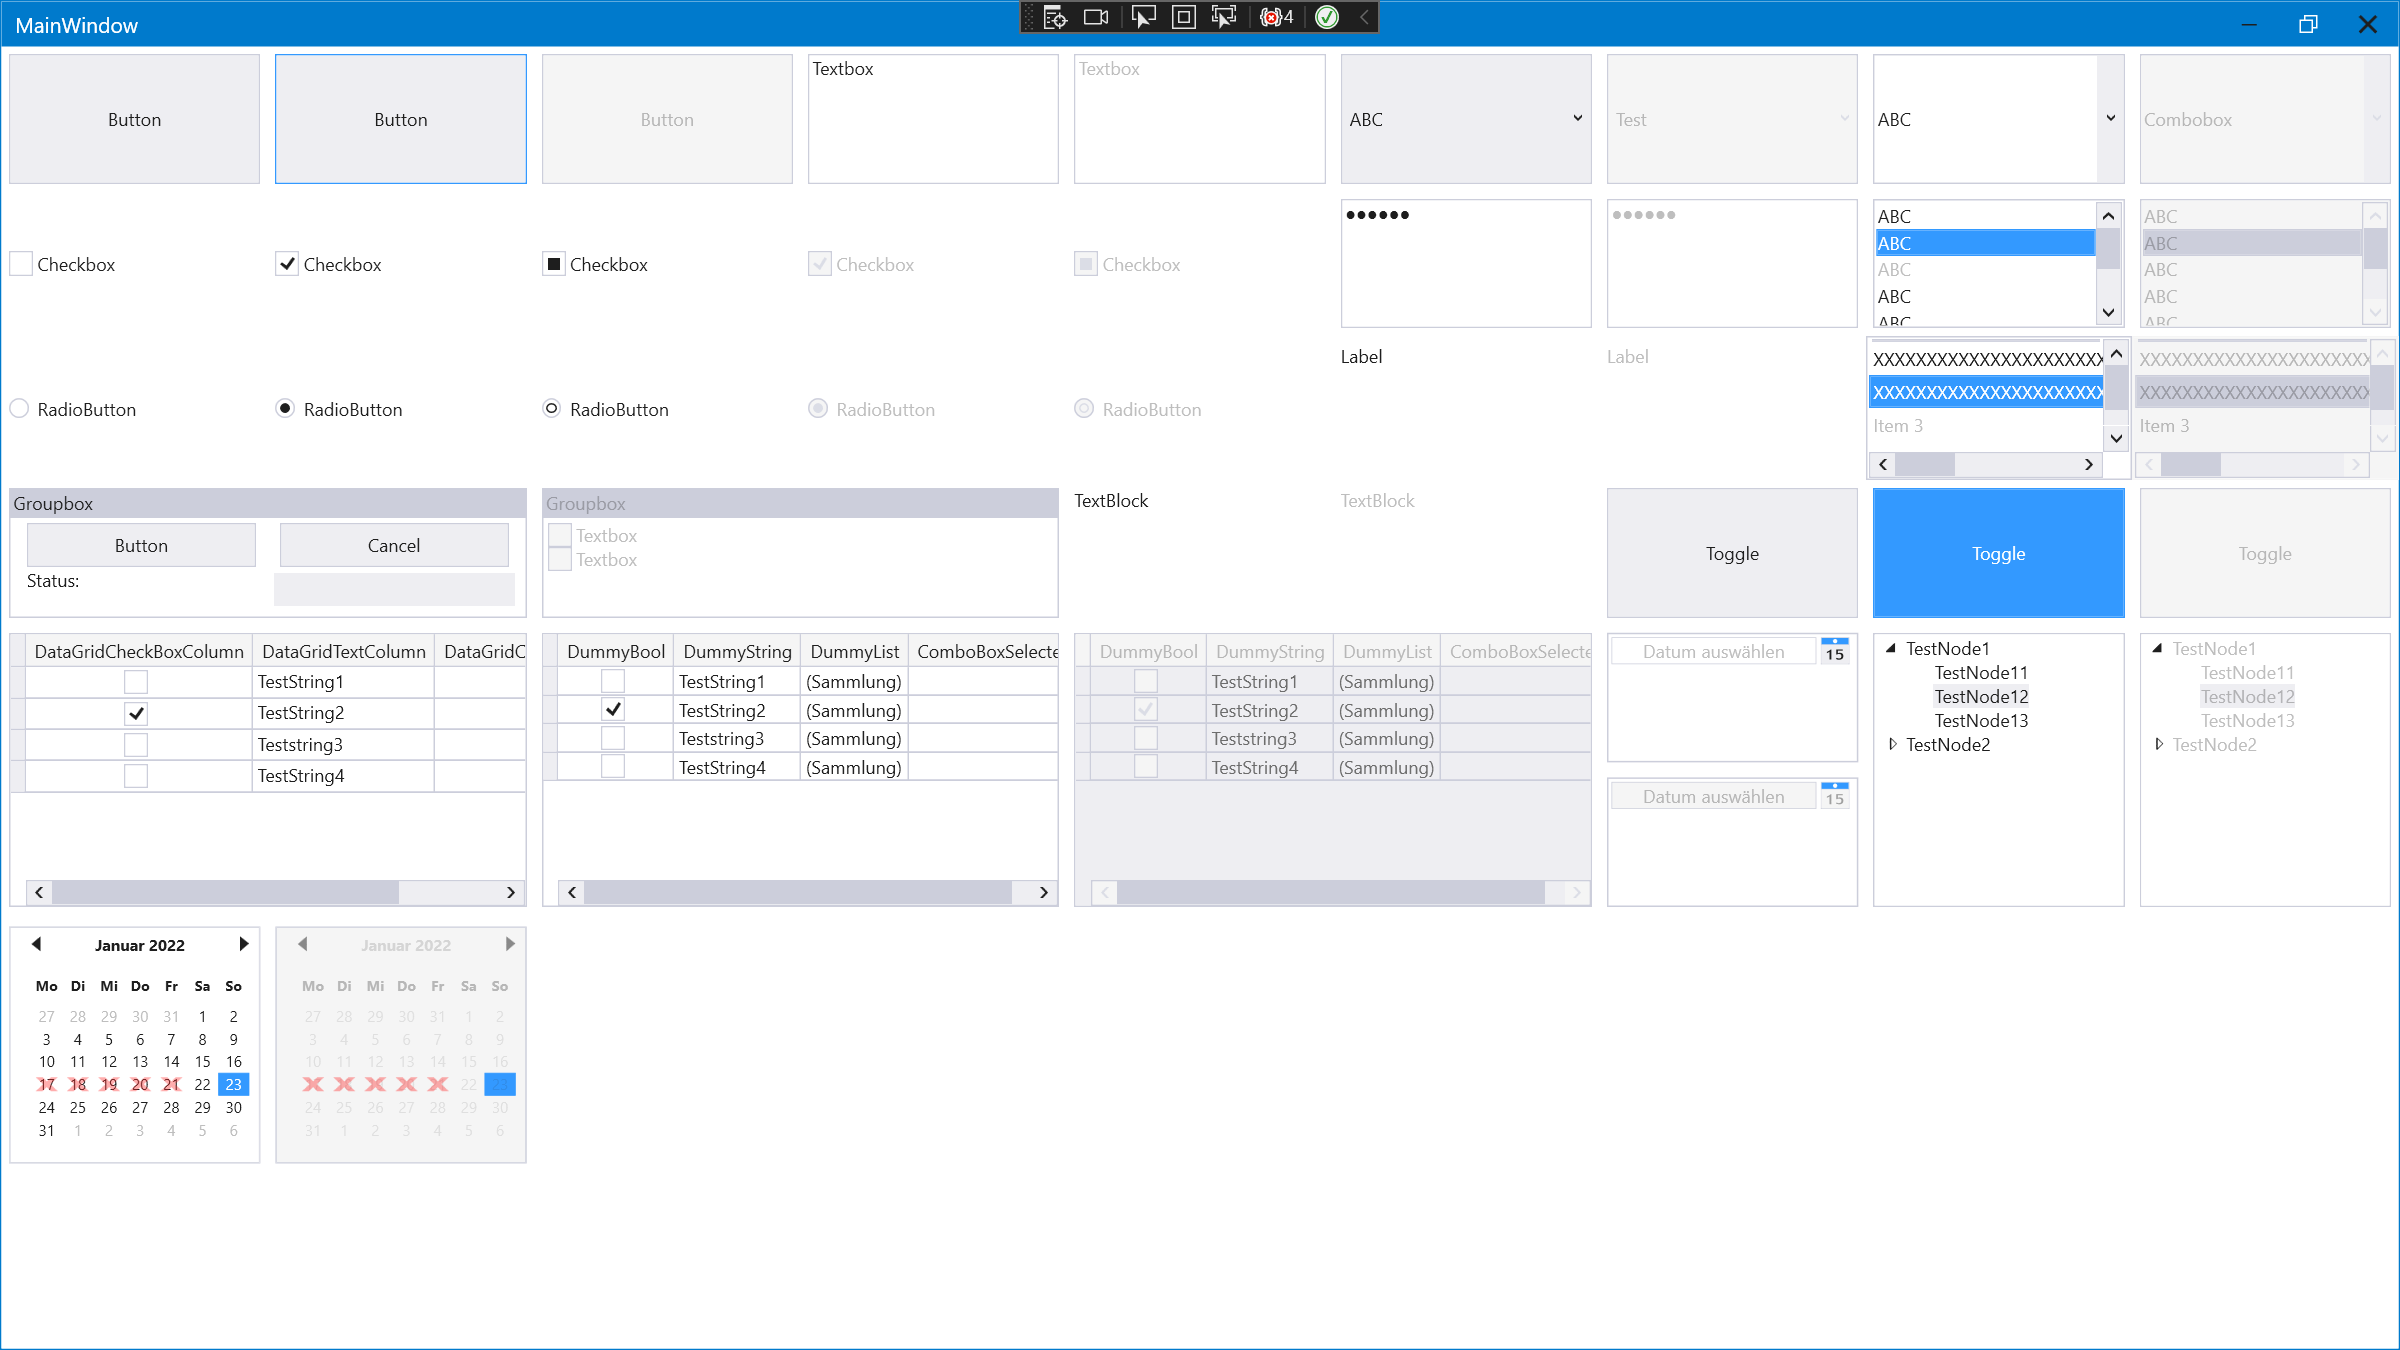 MainWindow
4
Button
Button
Button
Textbox
Textbox
ABC
Test
ABC
Combobox
Checkbox
Checkbox
Checkbox
Checkbox
Checkbox
●●●●●●
●●●●●●
ABC
ABC
ABC
ABC
ABC
ABC
ABC
ABC
ABC
ABC
RadioButton
RadioButton
RadioButton
RadioButton
RadioButton
Label
Label
Item 3
Item 3
Groupbox
Button
Cancel
Status:
Groupbox
Textbox
Textbox
TextBlock
TextBlock
Toggle
Toggle
Toggle
DataGridCheckBoxColumn DataGridTextColumn DataGridC
TestString1
TestString2
Teststring3
TestString4
DummyBool DummyString DummyList ComboBoxSelecte
TestString1 (Sammlung)
TestString2 (Sammlung)
Teststring3 (Sammlung)
TestString4 (Sammlung)
DummyBool DummyString DummyList ComboBoxSelecte
TestString1 (Sammlung)
TestString2 (Sammlung)
Teststring3 (Sammlung)
TestString4 (Sammlung)
Datum auswählen 15
Datum auswählen 15
TestNode1
TestNode11
TestNode12
TestNode13
TestNode2
TestNode1
TestNode11
TestNode12
TestNode13
TestNode2
Januar 2022
Mo Di Mi Do Fr Sa So
27 28 29 30 31 1 2
3 4 5 6 7 8 9
10 11 12 13 14 15 16
17 18 19 20 21 22 23
24 25 26 27 28 29 30
31 1 2 3 4 5 6
Januar 2022
Mo Di Mi Do Fr Sa So
27 28 29 30 31 1 2
3 4 5 6 7 8 9
10 11 12 13 14 15 16
22 23
24 25 26 27 28 29 30
31 1 2 3 4 5 6